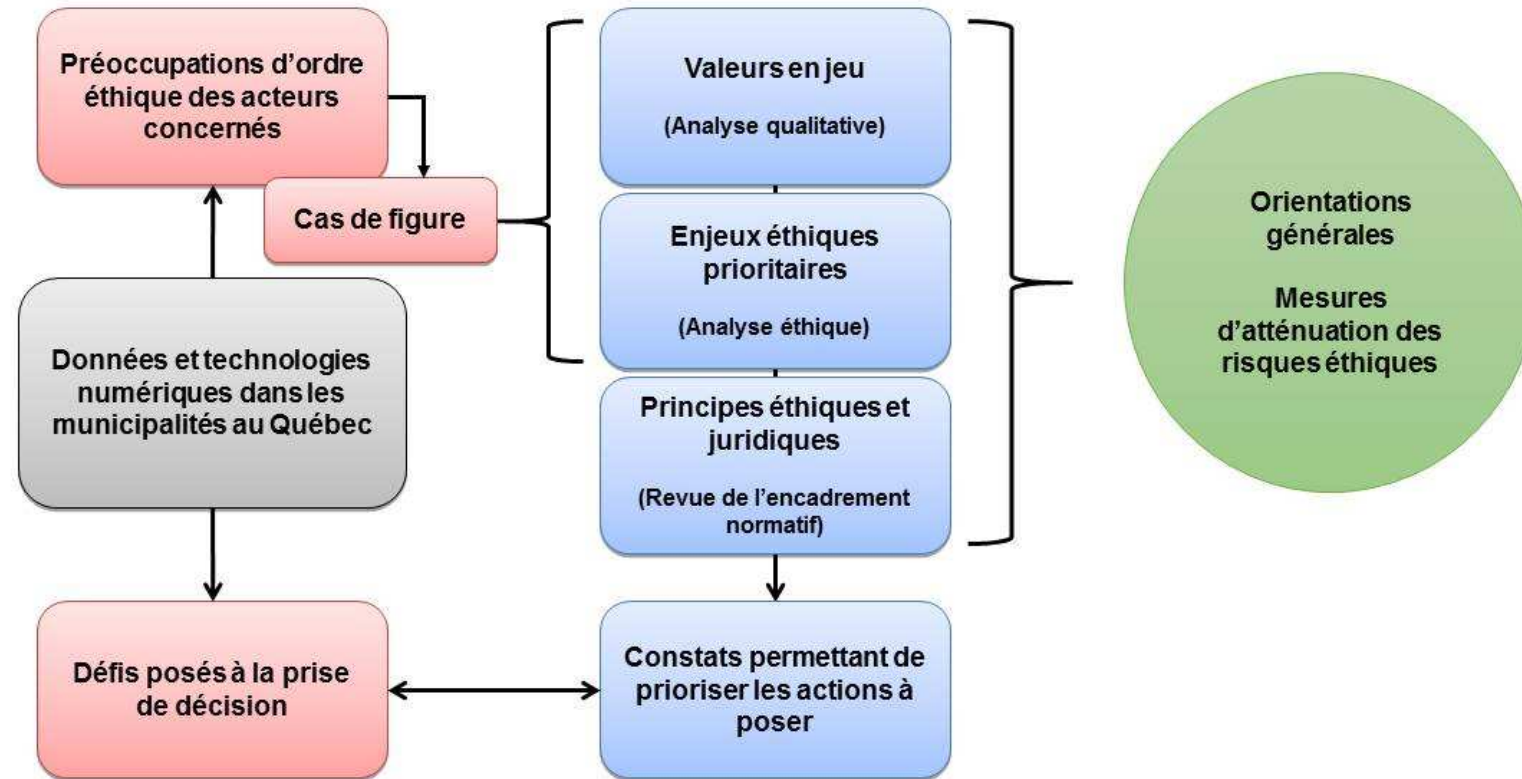 Préoccupations d'ordre
éthique des acteurs
concernés
Cas de figure
Données et technologies
numériques dans les
municipalités au Québec
Défis posés à la prise
de décision
Valeurs en jeu
(Analyse qualitative)
Enjeux éthiques
prioritaires
(Analyse éthique)
Principes éthiques et
juridiques
(Revue de l'encadrement
normatif)
Constats permettant de
prioriser les actions à
poser
Orientations
générales
Mesures
d'atténuation des
risques éthiques